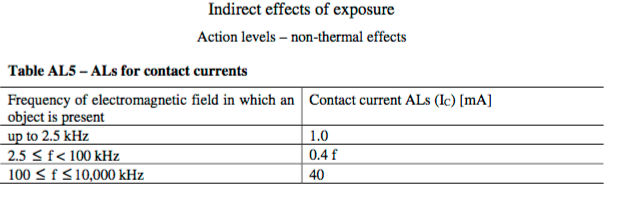 Indirect effects of exposure
Action levels – non-thermal effects
Table AL5 – ALs for contact currents
Frequency of electromagnetic field in which an object is present
Contact current ALs (IC) [mA]
up to 2.5 kHz
1.0
2.5 ≤ f < 100 kHz
0.4 f
100 ≤ f ≤ 10,000 kHz
40